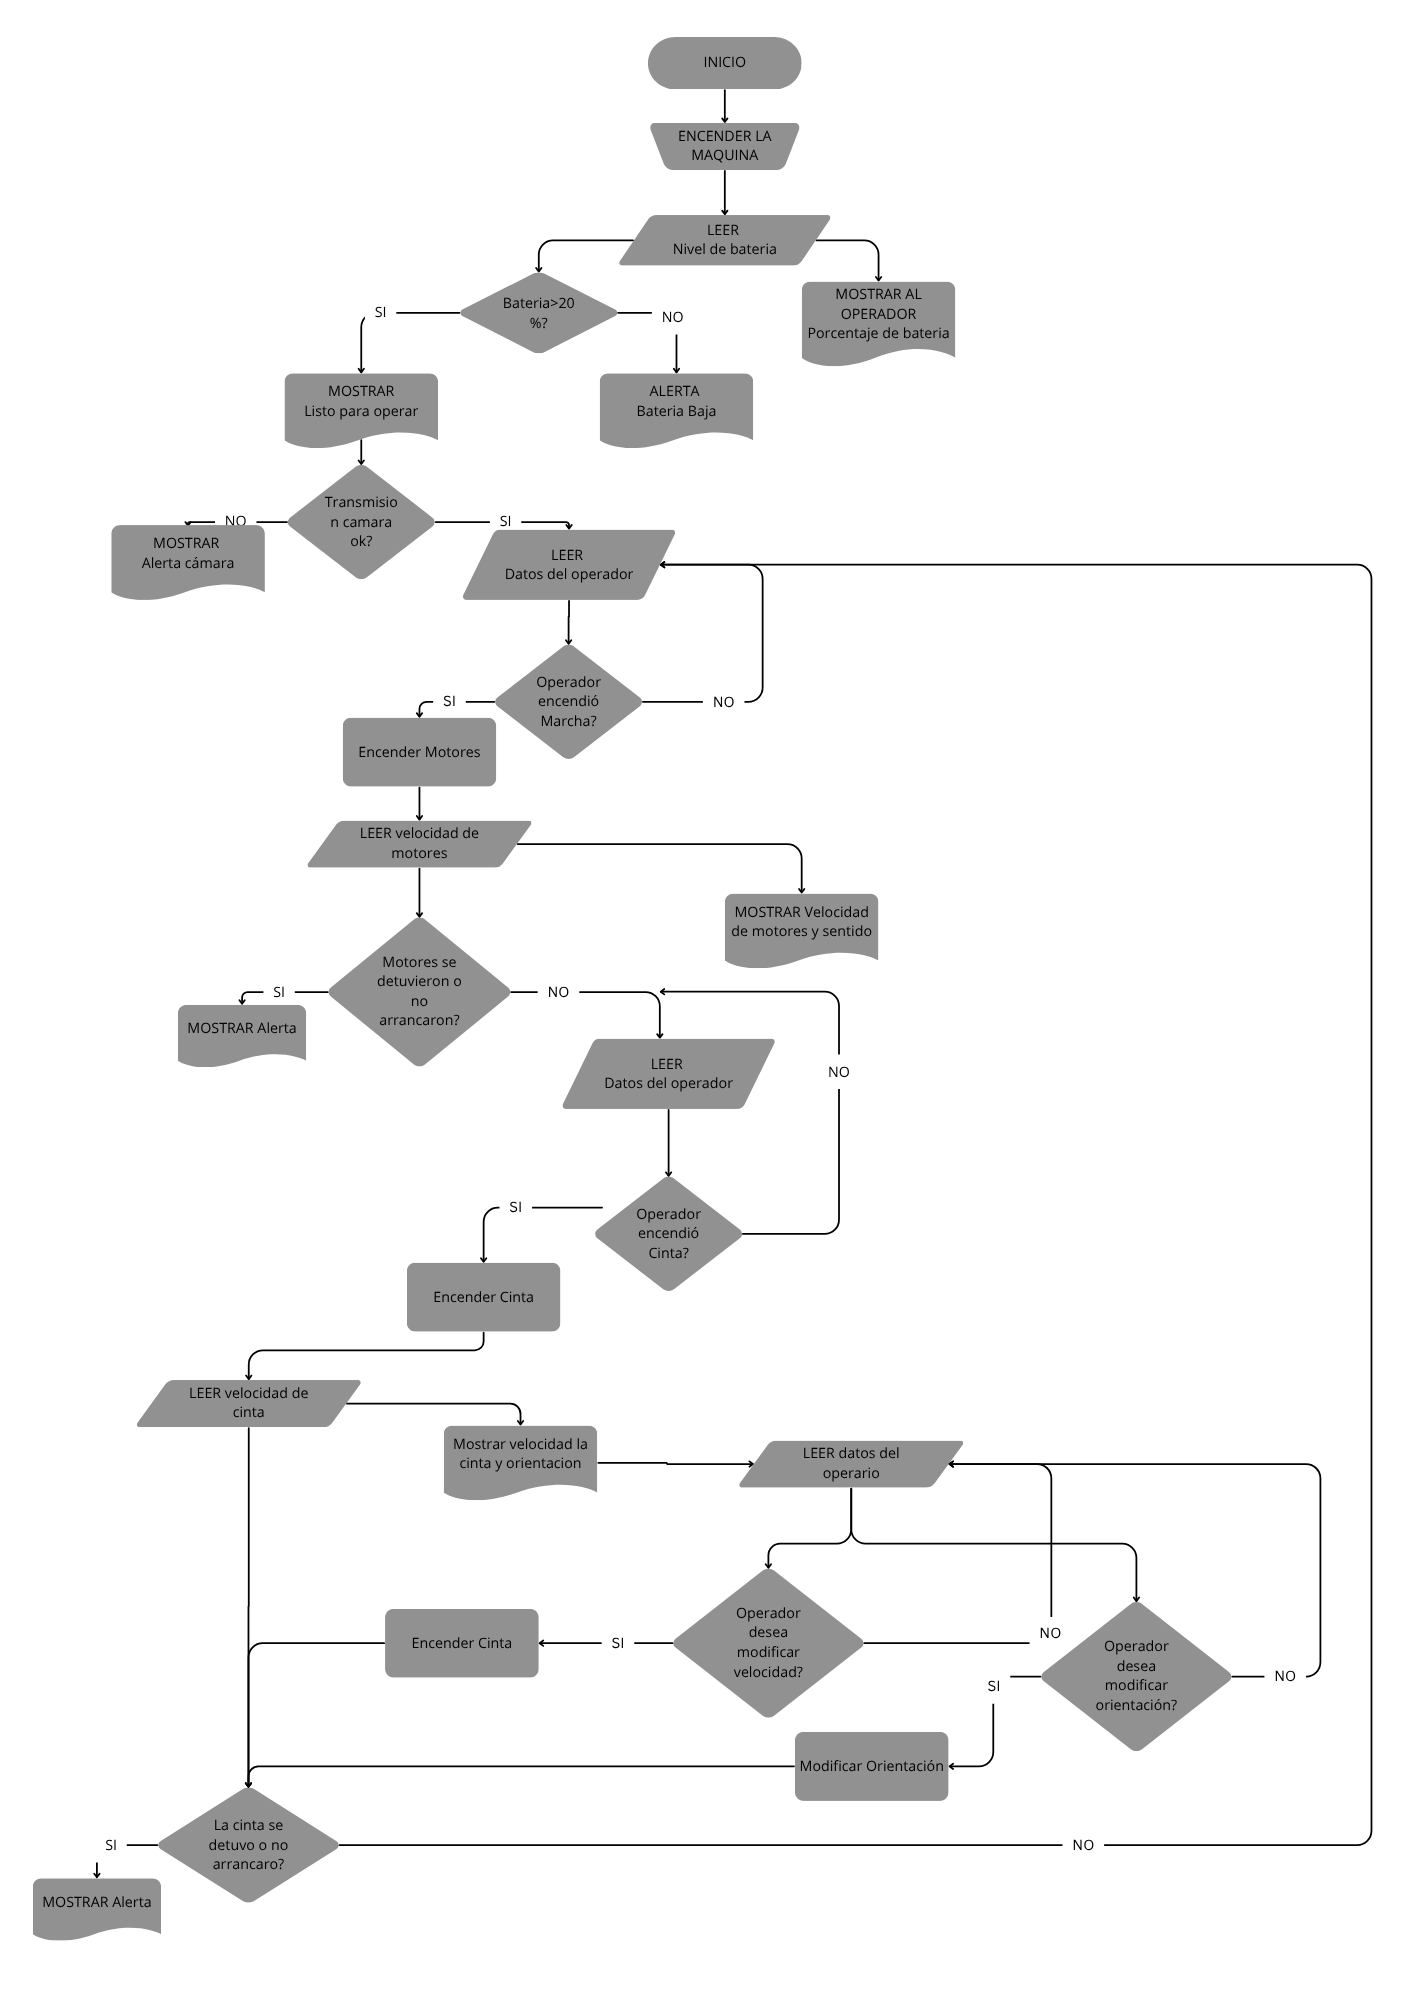 INICIO
ENCENDER LA
MAQUINA
LEER
Nivel de bateria
Bateria>20
%?
SI
NO
MOSTRAR AL
OPERADOR
Porcentaje de bateria
MOSTRAR
Listo para operar
ALERTA
Bateria Baja
Transmisio
n camara
ok?
NO
SI
MOSTRAR
Alerta cámara
LEER
Datos del operador
Operador
encendió
Marcha?
SI
NO
Encender Motores
LEER velocidad de
motores
MOSTRAR Velocidad
de motores y sentido
Motores se
detuvieron o
no
arrancaron?
SI
NO
MOSTRAR Alerta
LEER
Datos del operador
NO
Operador
encendió
Cinta?
SI
Encender Cinta
LEER velocidad de
cinta
Mostrar velocidad la
cinta y orientacion
LEER datos del
operario
Operador
desea
modificar
velocidad?
SI
NO
Encender Cinta
Operador
desea
modificar
orientación?
SI
NO
Modificar Orientación
La cinta se
detuvo o no
arrancaro?
SI
NO
MOSTRAR Alerta